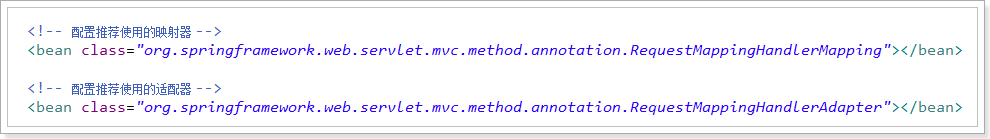 <!-- 配置推荐使用的映射器 -->
<bean class="org.springframework.web.servlet.mvc.method.annotation.RequestMappingHandlerMapping"></bean>
<!-- 配置推荐使用的适配器 -->
<bean class="org.springframework.web.servlet.mvc.method.annotation.RequestMappingHandlerAdapter"></bean>